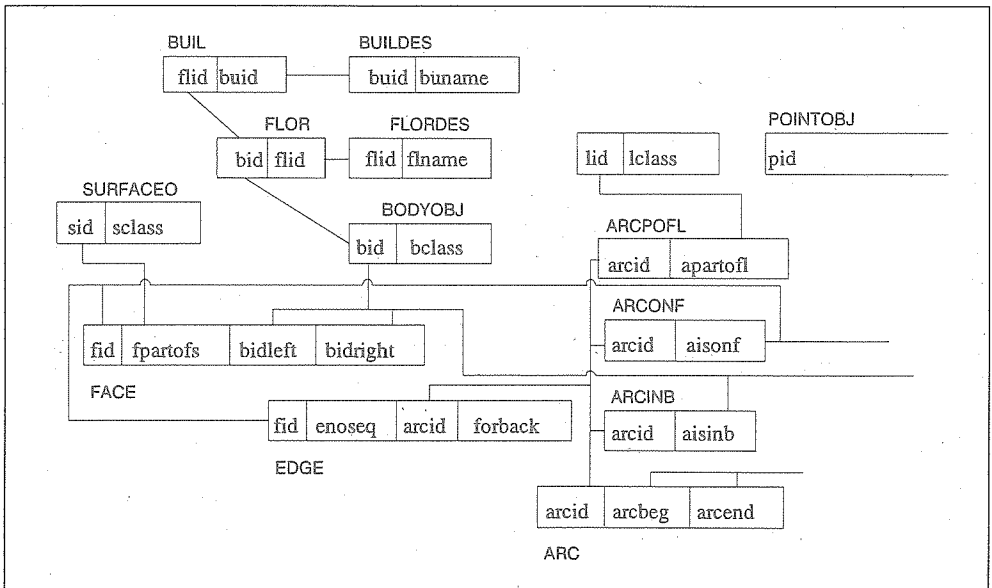 BUIL BUILDES
flid buid buid buname
FLOR FLORDES POINTOBJ
bid flid flid flname lid lclass pid
SURFACEO BODYOBJ
sid sclass bid bclass
ARCPOFL
arcid apartofl
ARCONF
fid fpartofs bidleft bidright arcid aisonf
FACE ARCINB
fid enoseq arcid forback arcid aisinb
EDGE
arcid arcbeg arcend
ARC